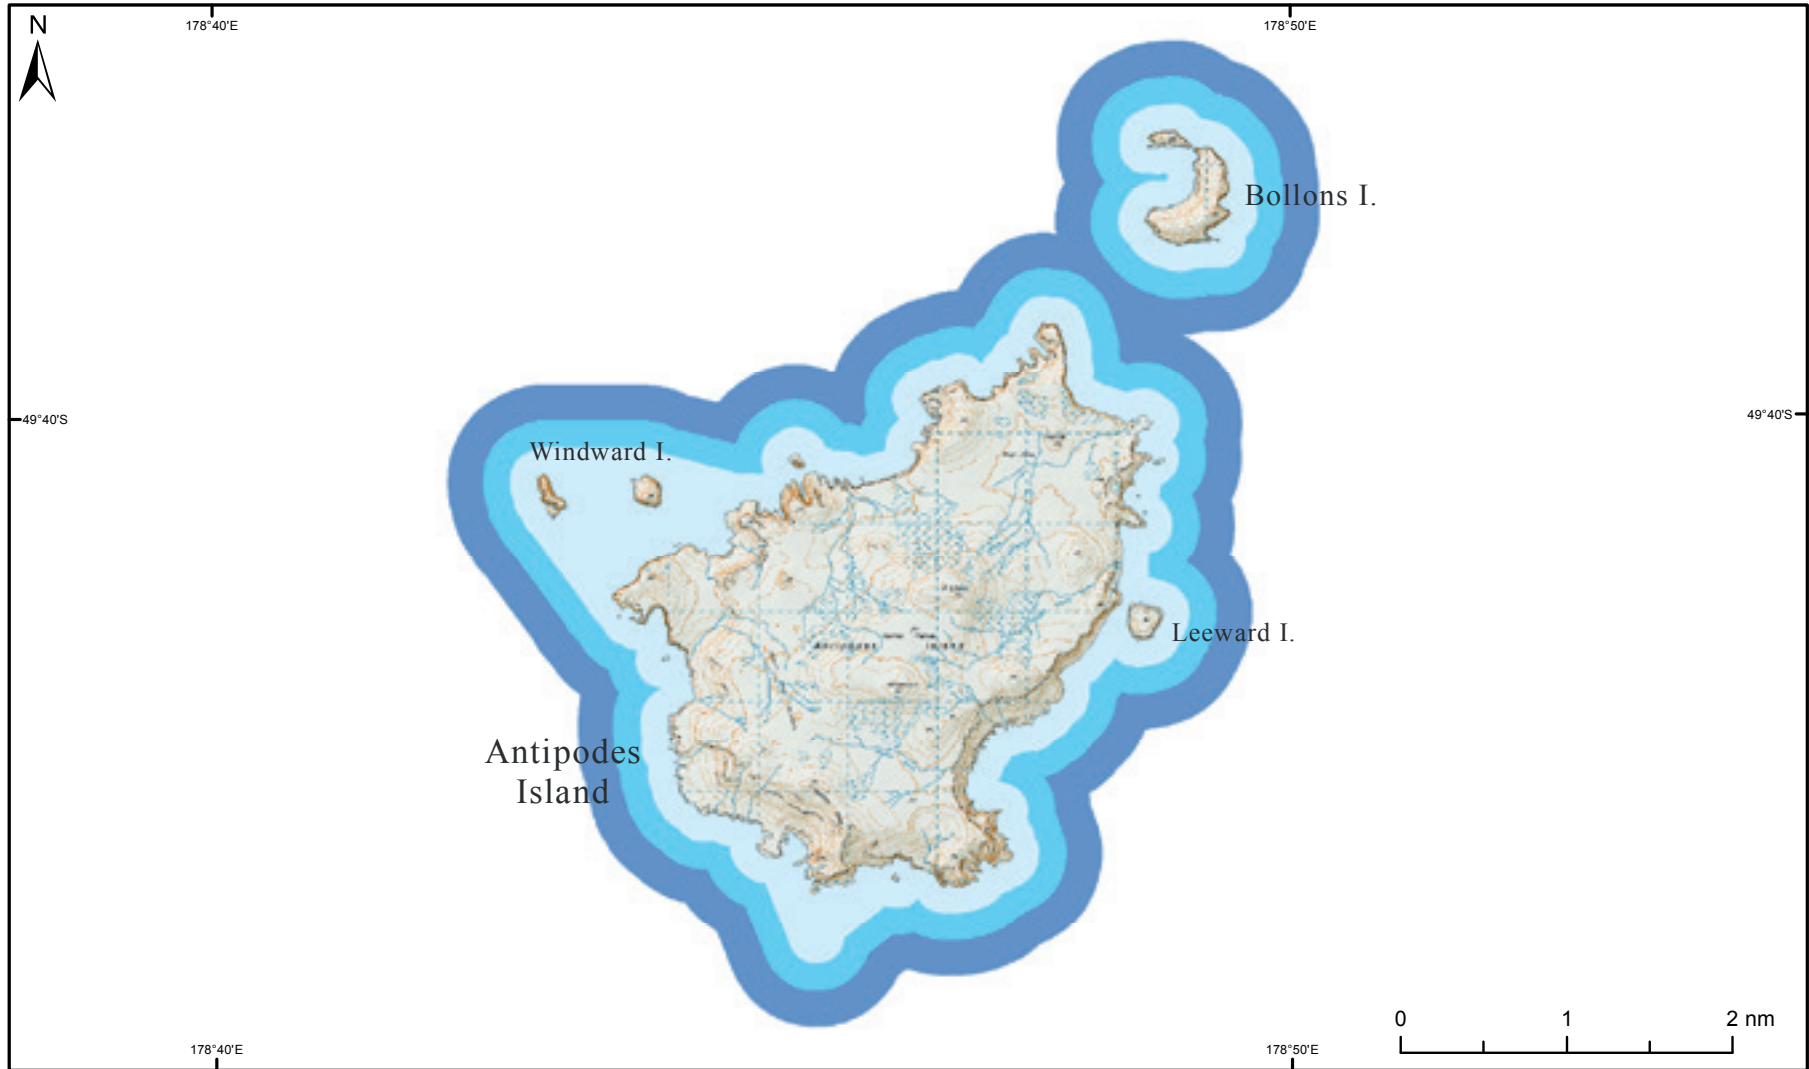 178°40'E
178°50'E
N
Bollons I.
49°40'S
49°40'S
Windward I.
Leeward I.
Antipodes
Island
0 1 2 nm
178°40'E
178°50'E